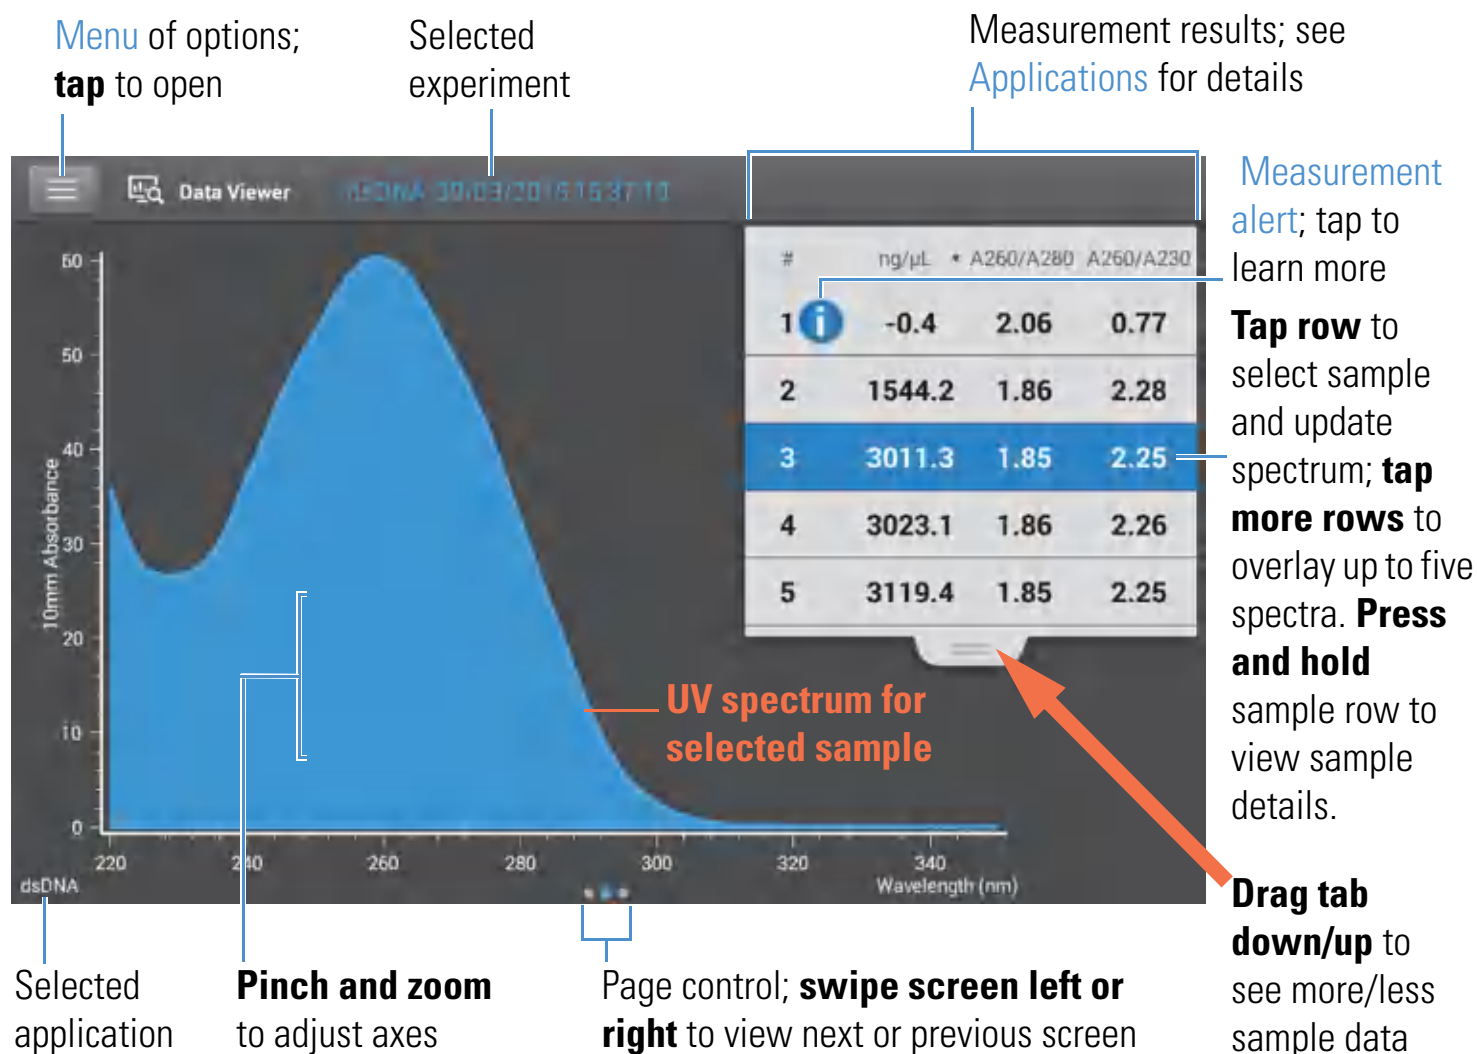 Menu of options;
tap to open
Selected
experiment
Measurement results; see
Applications for details
Data Viewer
dsDNA
Measurement
alert; tap to
learn more
Tap row to
select sample
and update
spectrum; tap
more rows to
overlay up to five
spectra. Press
and hold
sample row to
view sample
details.
# ng/µL • A260/A280 A260/A230
1 i -0.4 2.06 0.77
2 1544.2 1.86 2.28
3 3011.3 1.85 2.25
4 3023.1 1.86 2.26
5 3119.4 1.85 2.25
60
50
40
30
20
10
0
10mm Absorbance
UV spectrum for
selected sample
220 240 260 280 300 320 340
Wavelength (nm)
dsDNA
Drag tab
down/up to
see more/less
sample data
Selected
application
Pinch and zoom
to adjust axes
Page control; swipe screen left or
right to view next or previous screen